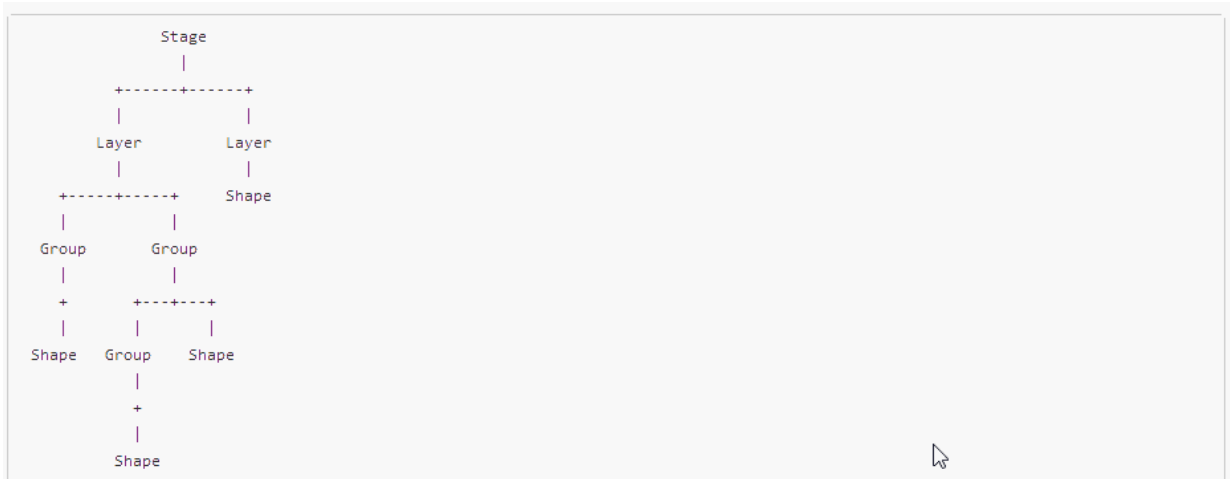 Stage
|
+------+------+
| |
Layer Layer
| |
+-----+-----+ Shape
| |
Group Group
| |
+ +---+---+
| | |
Shape Group Shape
|
+
|
Shape